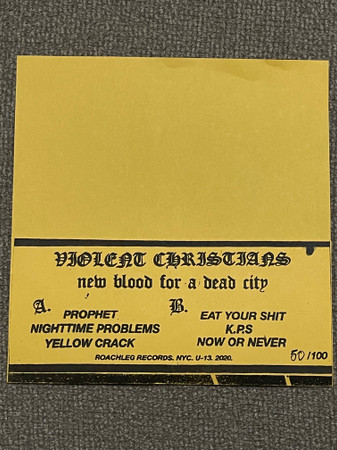 VIOLENT CHRISTIANS
new blood for a dead city
A.
PROPHET
NIGHTTIME PROBLEMS
YELLOW CRACK
B.
EAT YOUR SHIT
K.P.S
NOW OR NEVER
ROACHLEG RECORDS. NYC. U-13. 2020.
50/100